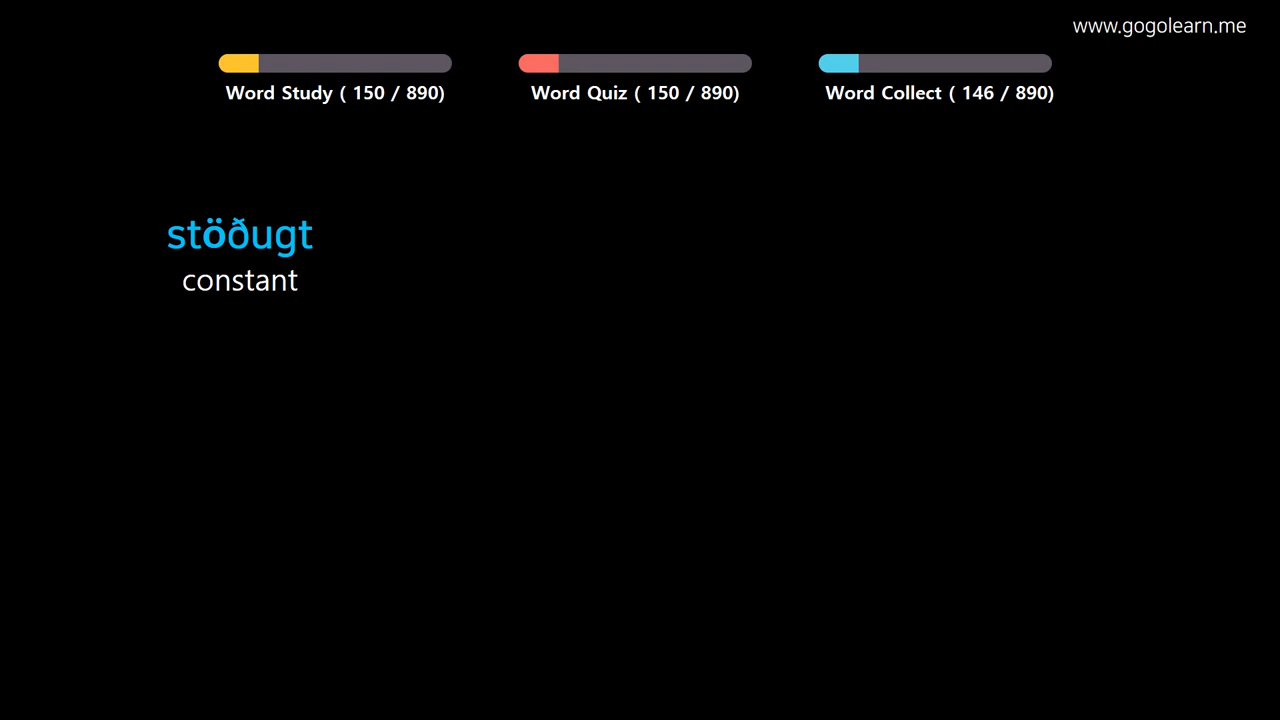 www.gogolearn.me
Word Study ( 150 / 890)
Word Quiz ( 150 / 890)
Word Collect ( 146 / 890)
stöðugt
constant